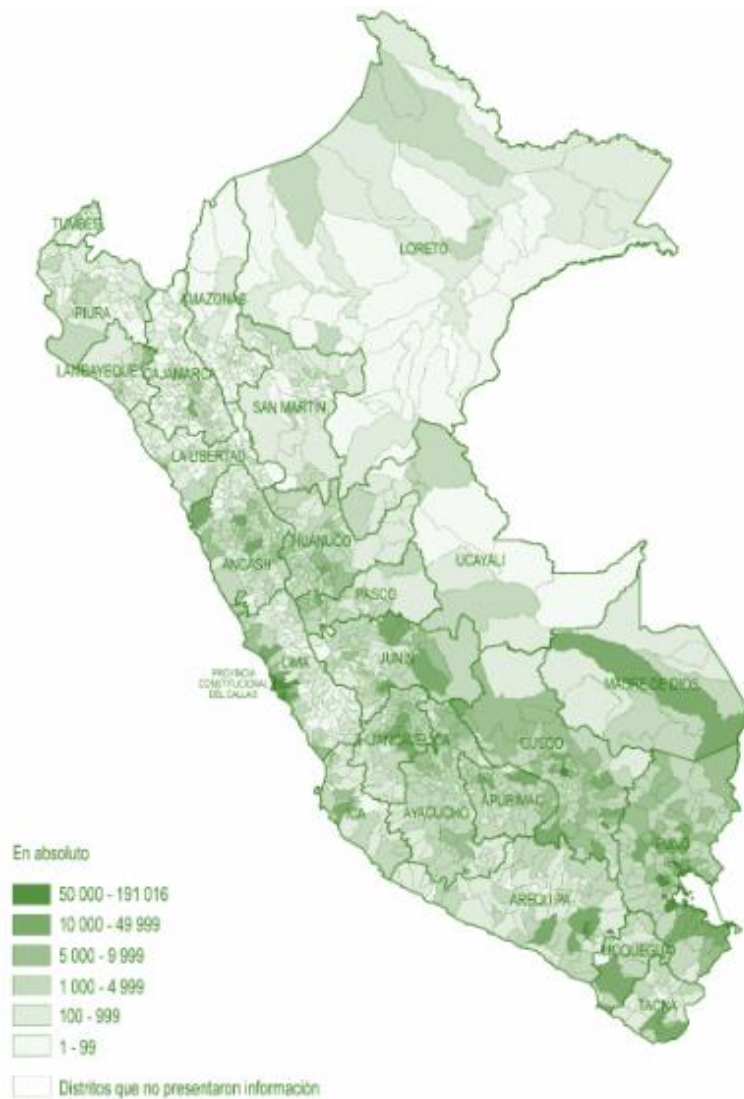 TUMBES
LORETO
AMAZONAS
PIURA
LAMBAYEQUE
CAJAMARCA
SAN MARTIN
LA LIBERTAD
HUANUCO
ANCASH
UCAYALI
PASCO
LIMA
JUNIN
PROVINCIA
CONSTITUCIONAL
DEL CALLAO
MADRE DE DIOS
HUANCAVELICA
CUSCO
ICA
AYACUCHO
APURIMAC
PUNO
AREQUIPA
MOQUEGUA
TACNA
En absoluto
50 000 - 191 016
10 000 - 49 999
5 000 - 9 999
1 000 - 4 999
100 - 999
1 - 99
Distritos que no presentaron información